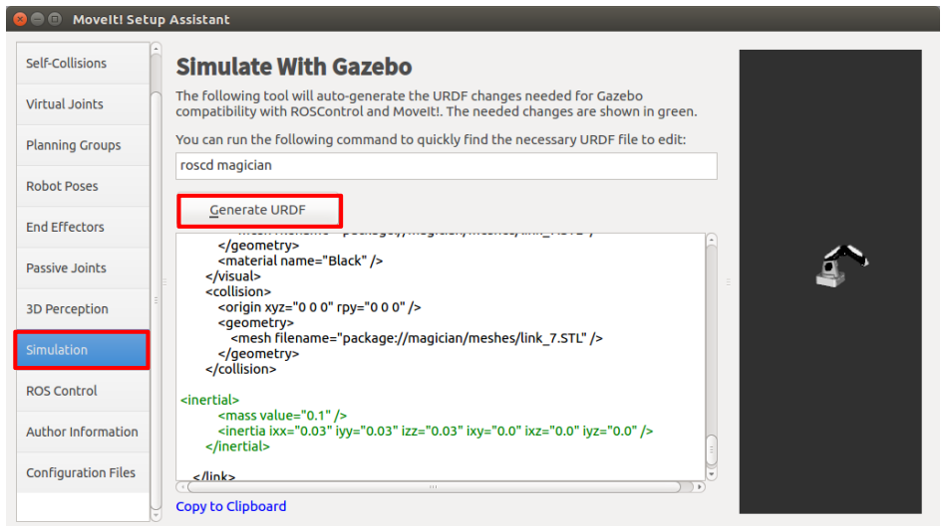 MoveIt! Setup Assistant
Self-Collisions
Virtual Joints
Planning Groups
Robot Poses
End Effectors
Passive Joints
3D Perception
Simulation
ROS Control
Author Information
Configuration Files
Simulate With Gazebo
The following tool will auto-generate the URDF changes needed for Gazebo
compatibility with ROSControl and MoveIt!. The needed changes are shown in green.
You can run the following command to quickly find the necessary URDF file to edit:
roscd magician
Generate URDF
</geometry>
<material name="Black" />
</visual>
<collision>
<origin xyz="0 0 0" rpy="0 0 0" />
<geometry>
<mesh filename="package://magician/meshes/link_7.STL" />
</geometry>
</collision>
<inertial>
<mass value="0.1" />
<inertia ixx="0.03" iyy="0.03" izz="0.03" ixy="0.0" ixz="0.0" iyz="0.0" />
</inertial>
</link>
Copy to Clipboard